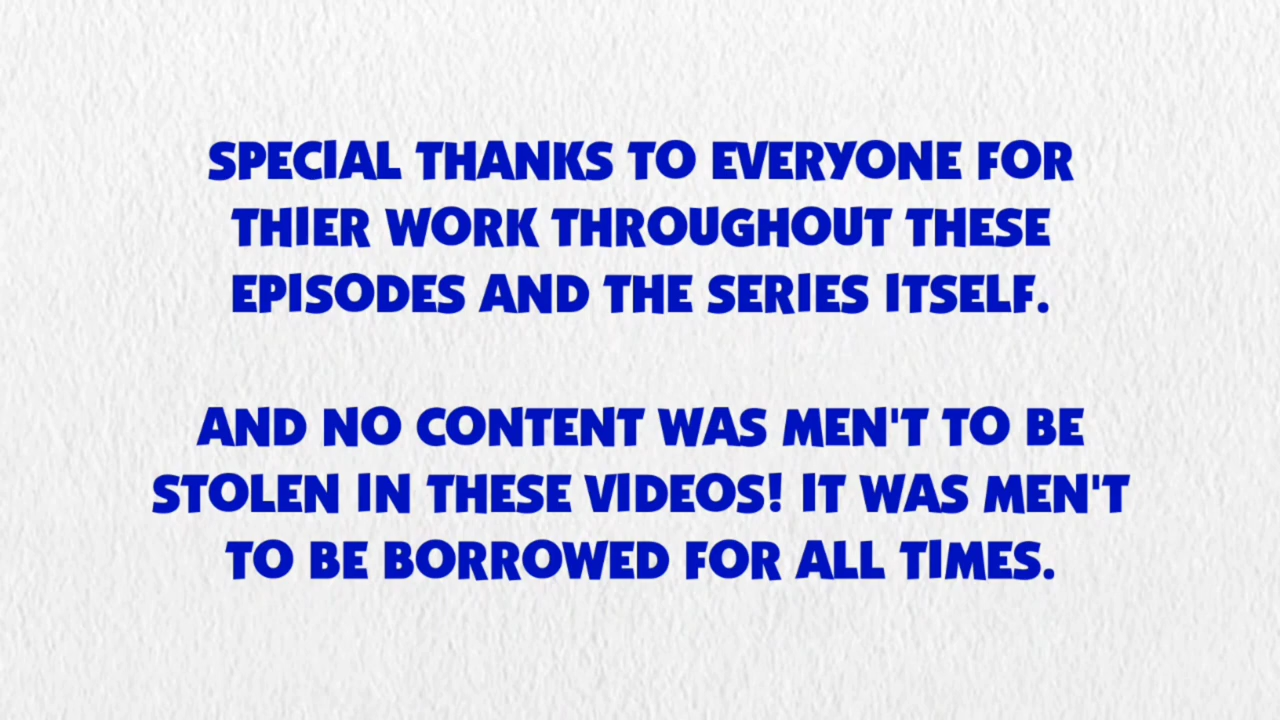 SPECIAL THANKS TO EVERYONE FOR
THIER WORK THROUGHOUT THESE
EPISODES AND THE SERIES ITSELF.
AND NO CONTENT WAS MEN'T TO BE
STOLEN IN THESE VIDEOS! IT WAS MEN'T
TO BE BORROWED FOR ALL TIMES.